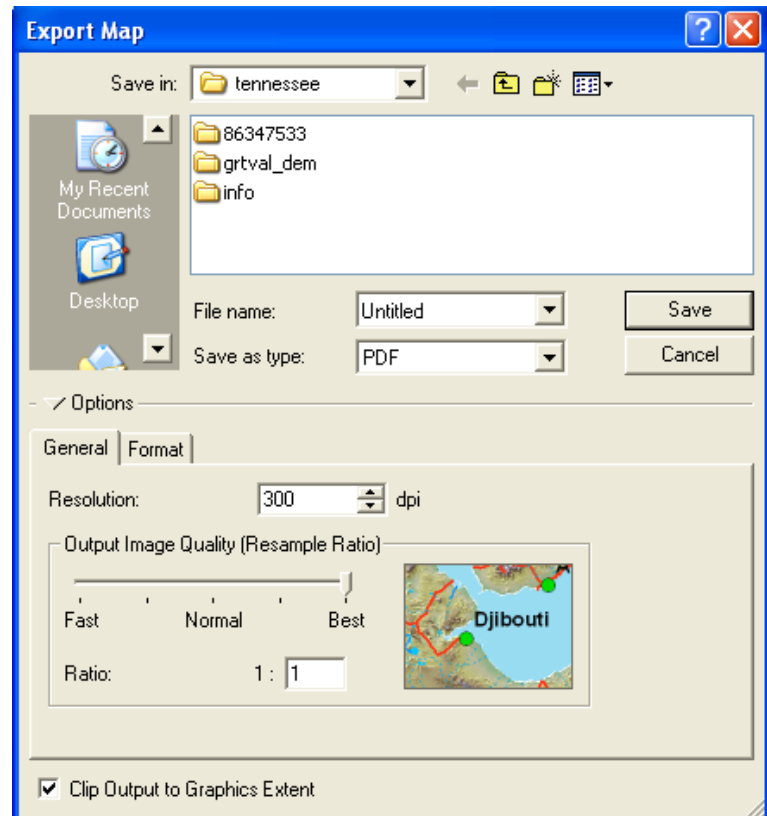 Export Map
Save in: tennessee
86347533
grtval_dem
info
My Recent
Documents
Desktop
File name: Untitled Save
Save as type: PDF Cancel
Options
General Format
Resolution: 300 dpi
Output Image Quality (Resample Ratio)
Fast Normal Best
Djibouti
Ratio: 1 : 1
Clip Output to Graphics Extent